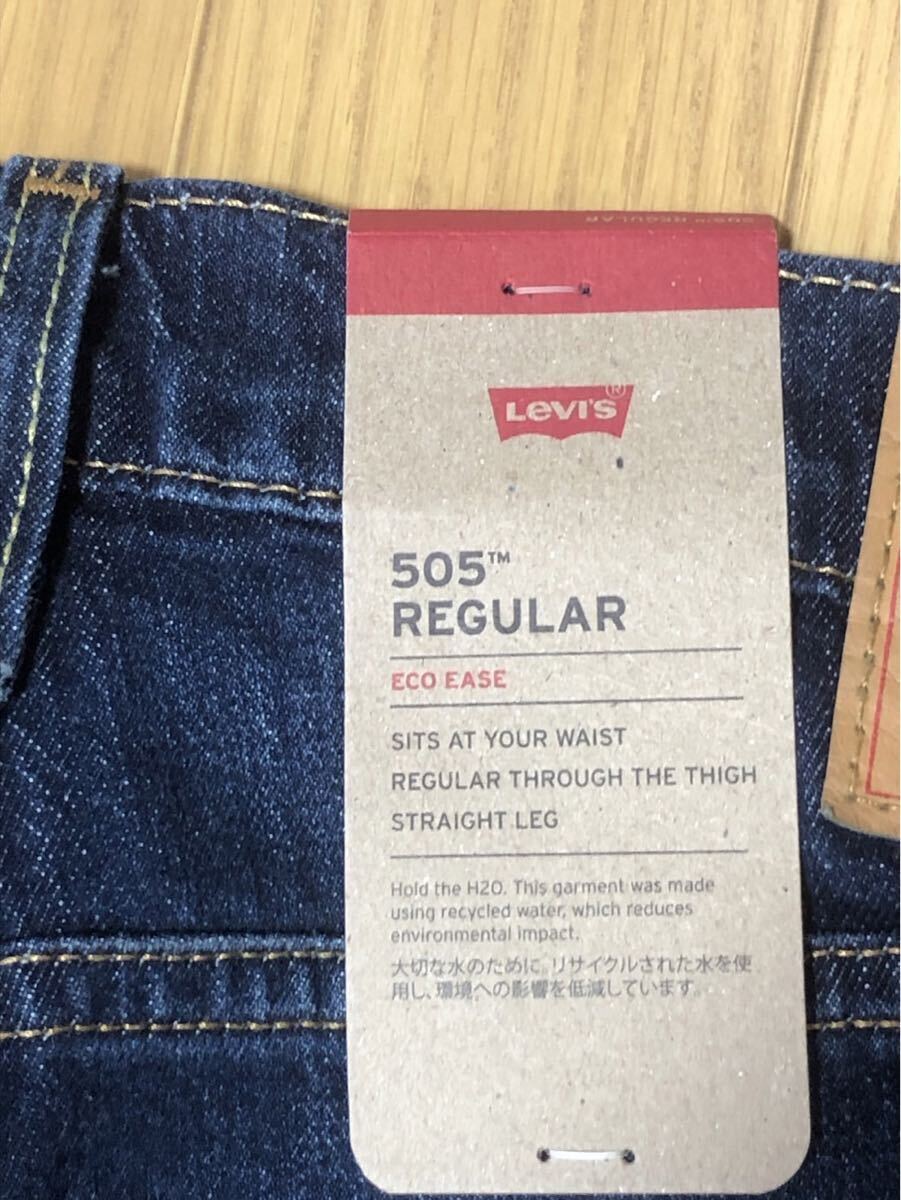 505™ REGULAR
LEVI'S®
505™
REGULAR
ECO EASE
SITS AT YOUR WAIST
REGULAR THROUGH THE THIGH
STRAIGHT LEG
Hold the H2O. This garment was made
using recycled water, which reduces
environmental impact.
大切な水のために。リサイクルされた水を使
用し、環境への影響を低減しています。